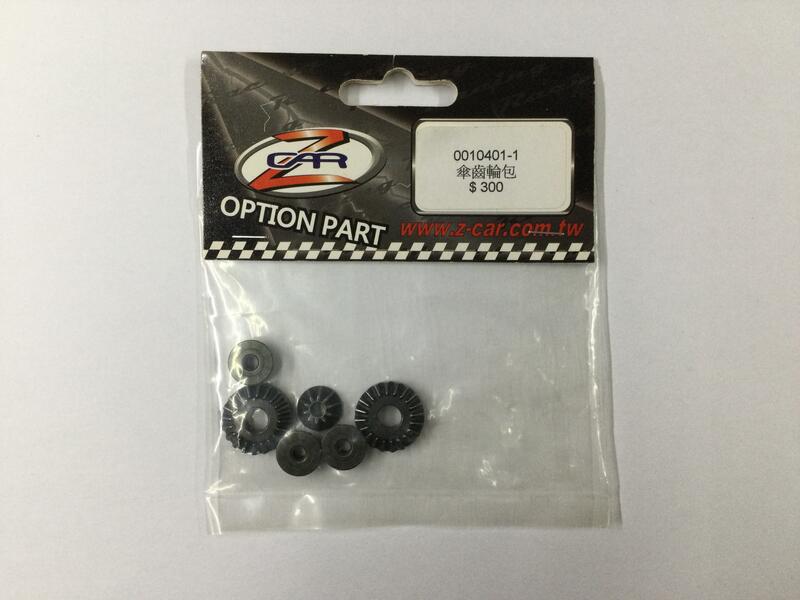 Z
CAR
OPTION PART
0010401-1
傘齒輪包
$ 300
www.z-car.com.tw